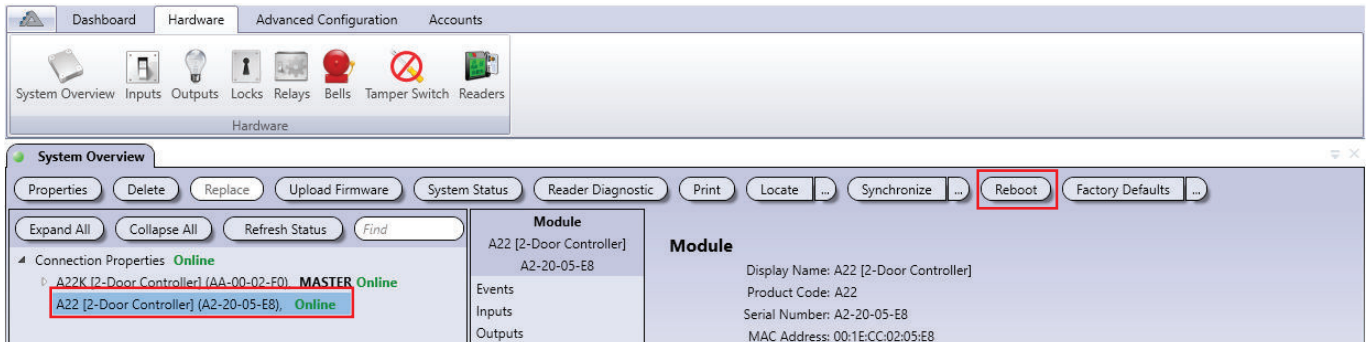 Dashboard Hardware Advanced Configuration Accounts
System Overview Inputs Outputs Locks Relays Bells Tamper Switch Readers
Hardware
System Overview
Properties Delete Replace Upload Firmware System Status Reader Diagnostic Print Locate ... Synchronize ... Reboot Factory Defaults ...
Expand All Collapse All Refresh Status Find
Connection Properties Online
A22K [2-Door Controller] (AA-00-02-F0), MASTER Online
A22 [2-Door Controller] (A2-20-05-E8), Online
Module
A22 [2-Door Controller]
A2-20-05-E8
Events
Inputs
Outputs
Module
Display Name: A22 [2-Door Controller]
Product Code: A22
Serial Number: A2-20-05-E8
MAC Address: 00:1E:CC:02:05:E8